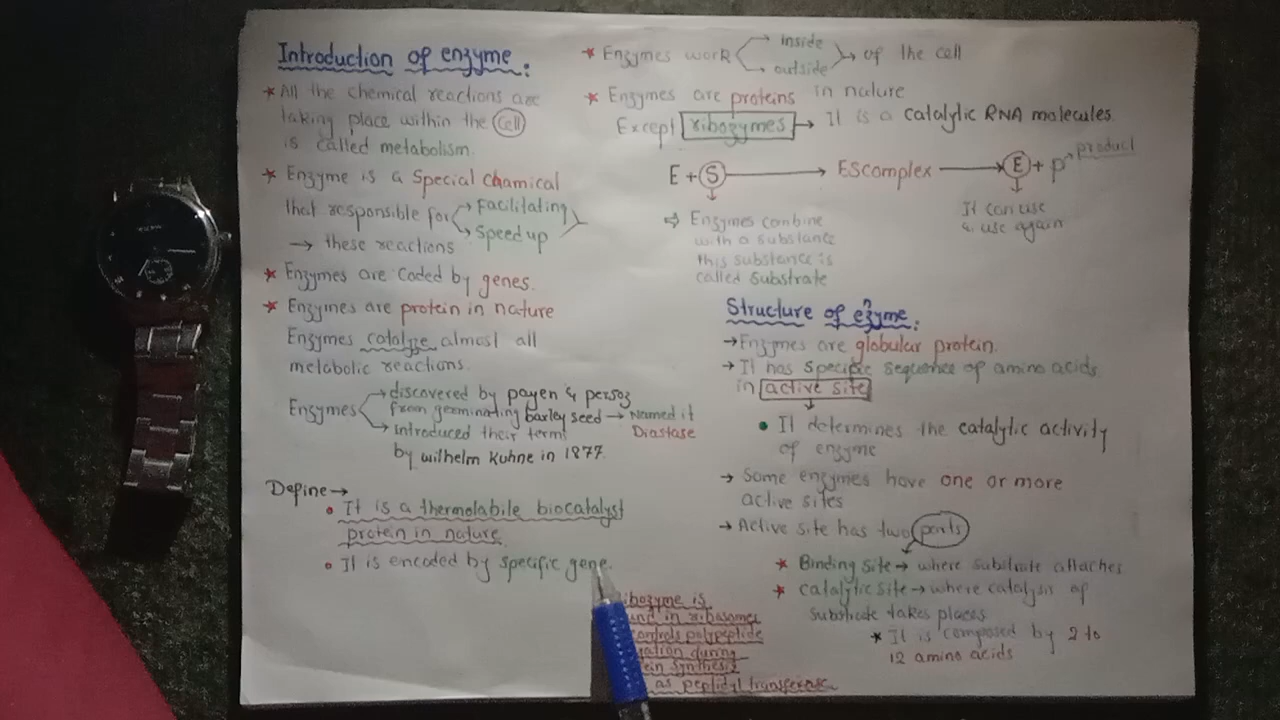 Introduction of enzyme.
* All the chemical reactions are
taking place within the cell
is called metabolism.
* Enzyme is a special chamical
that responsible for → Facilitating
→ Speed up
→ these reactions
* Enzymes are coded by genes.
* Enzymes are protein in nature
Enzymes catalyze almost all
metabolic reactions.
Enzymes → discovered by payen & persoz
from germinating barley seed → Named it
Diastase
→ introduced their term
by wilhelm Kuhne in 1877.
Define →
• It is a thermolabile biocatalyst
protein in nature.
• It is encoded by specific gene.
* Enzymes work → inside
→ outside → of the cell
* Enzymes are proteins in nature
Except ribozymes → It is a catalytic RNA molecules.
E + S → EScomplex → E + P → product
It can use
& use again
⇒ Enzymes combine
with a substance
this substance is
called substrate
Structure of ezyme.
n
→ Enzymes are globular protein.
→ It has specific sequence of amino acids
in active site
• It determines the catalytic activity
of enzyme
→ Some enzymes have one or more
active sites
→ Active site has two parts
* Binding site → where substrate attaches
* catalytic site → where catalysis of
substrate takes places
* It is composed by 2 to
12 amino acids
is
in ribosomes
polypeptide
during
synthesis
as peptidyl transferase